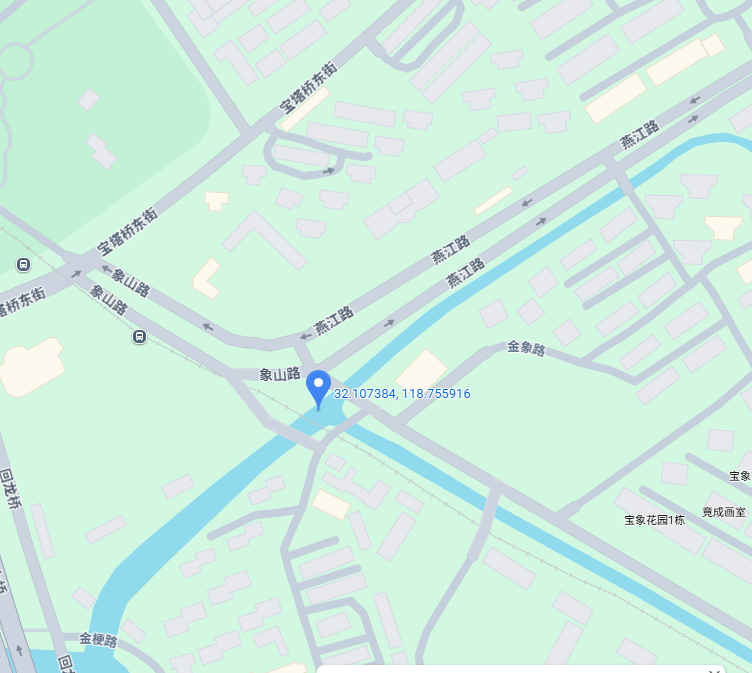 宝塔桥东街
燕江路
宝塔桥东街
燕江路
象山路
燕江路
塔桥东街
象山路
燕江路
金象路
象山路
32.107384, 118.755916
回龙桥
宝象
竟成画室
宝象花园1栋
金梗路